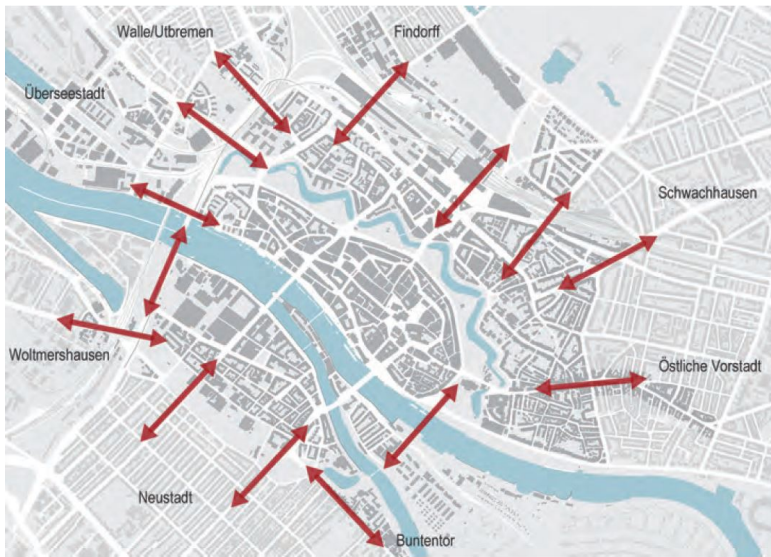 Walle/Utbremen
Findorff
Überseestadt
Schwachhausen
Woltmershausen
Östliche Vorstadt
Neustadt
Buntentor